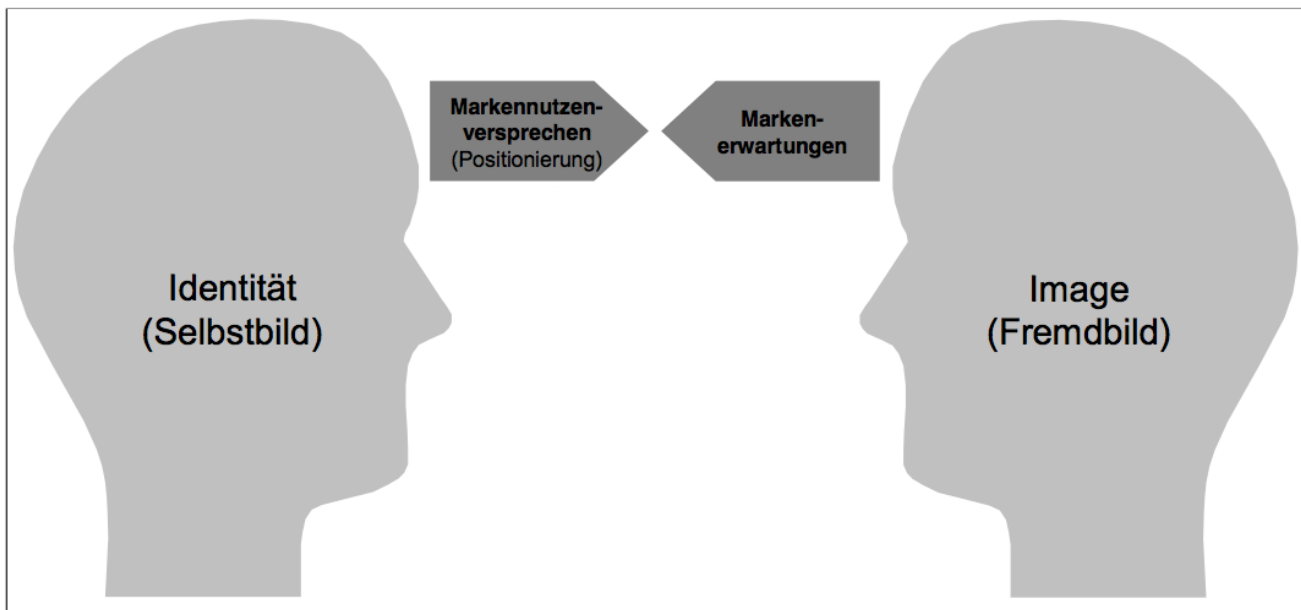 Markennutzen-
versprechen
(Positionierung)
Marken-
erwartungen
Identität
(Selbstbild)
Image
(Fremdbild)